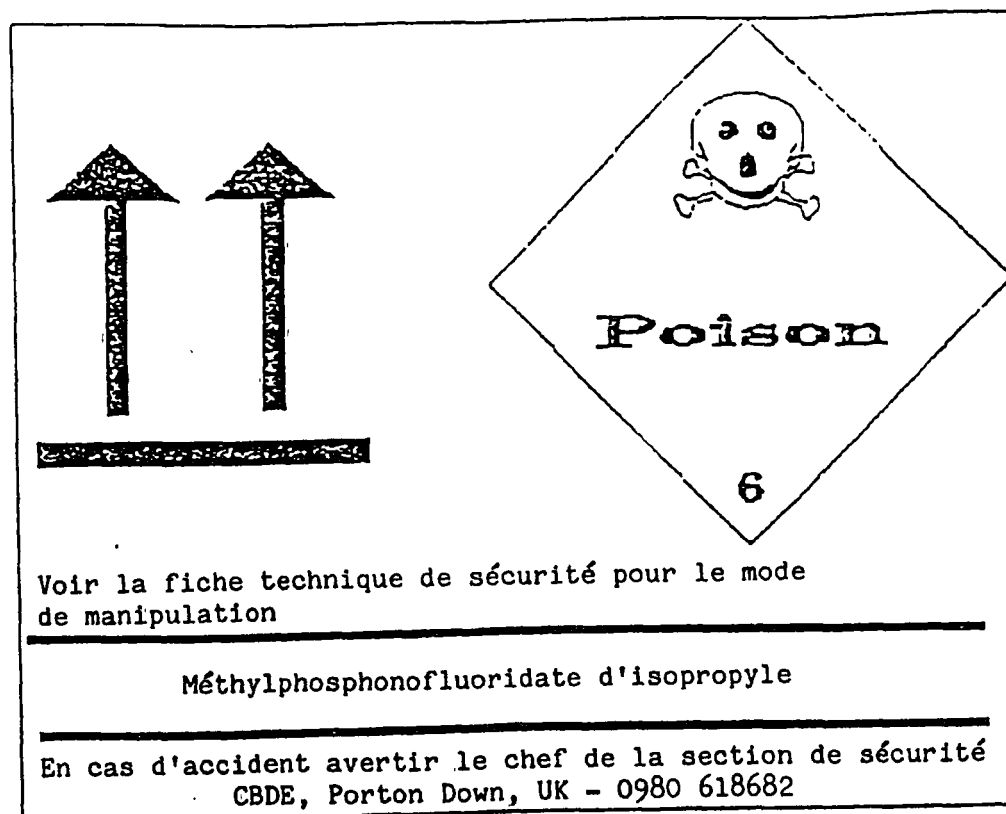 Poison
6
Voir la fiche technique de sécurité pour le mode
de manipulation
Méthylphosphonofluoridate d'isopropyle
En cas d'accident avertir le chef de la section de sécurité
CBDE, Porton Down, UK - 0980 618682